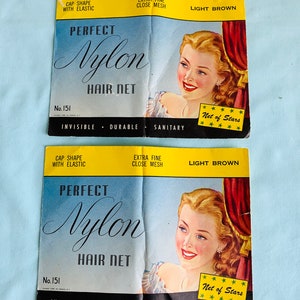 CAP SHAPE
WITH ELASTIC
EXTRA FINE
CLOSE MESH
LIGHT BROWN
PERFECT
Nylon
HAIR NET
No. 151
Net of Stars
INVISIBLE • DURABLE • SANITARY
CAP SHAPE
WITH ELASTIC
EXTRA FINE
CLOSE MESH
LIGHT BROWN
PERFECT
Nylon
HAIR NET
No. 151
Net of Stars